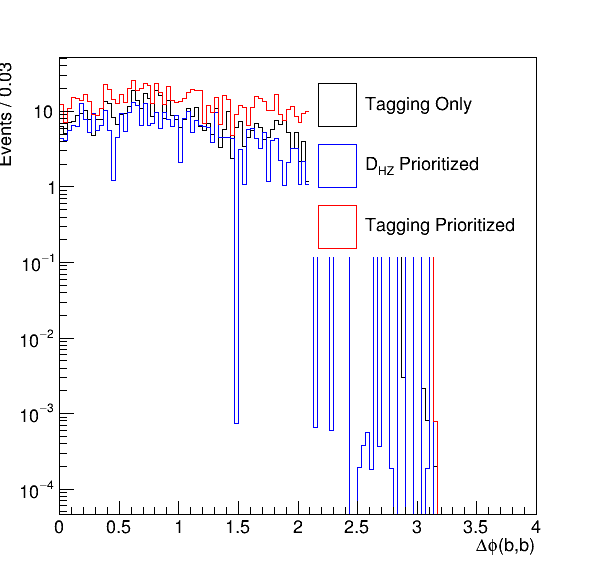 Events / 0.03
10
1
10⁻¹
10⁻²
10⁻³
10⁻⁴
0 0.5 1 1.5 2 2.5 3 3.5 4
Δϕ(b,b)
Tagging Only
D_HZ Prioritized
Tagging Prioritized